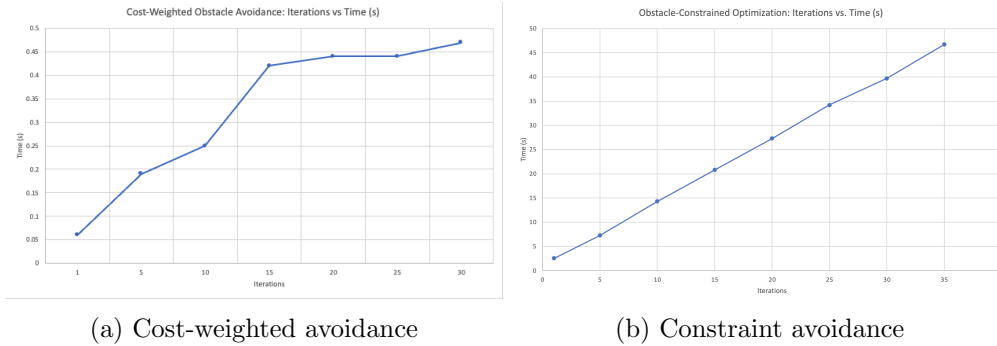 Cost-Weighted Obstacle Avoidance: Iterations vs Time (s)
0.5
0.45
0.4
0.35
0.3
0.25
0.2
0.15
0.1
0.05
0
Time (s)
1 5 10 15 20 25 30
Iterations
(a) Cost-weighted avoidance
Obstacle-Constrained Optimization: Iterations vs. Time (s)
50
45
40
35
30
25
20
15
10
5
0
Time (s)
0 5 10 15 20 25 30 35
Iterations
(b) Constraint avoidance